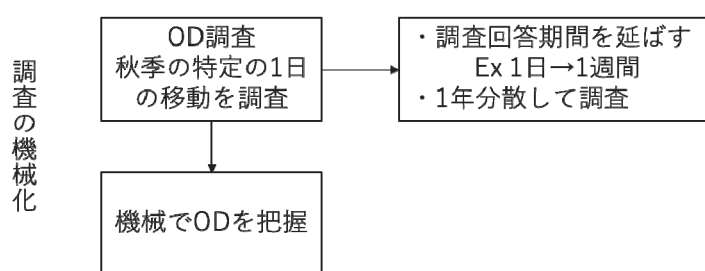 調査の機械化
OD調査
秋季の特定の1日
の移動を調査
・調査回答期間を延ばす
Ex 1日→1週間
・1年分散して調査
機械でODを把握